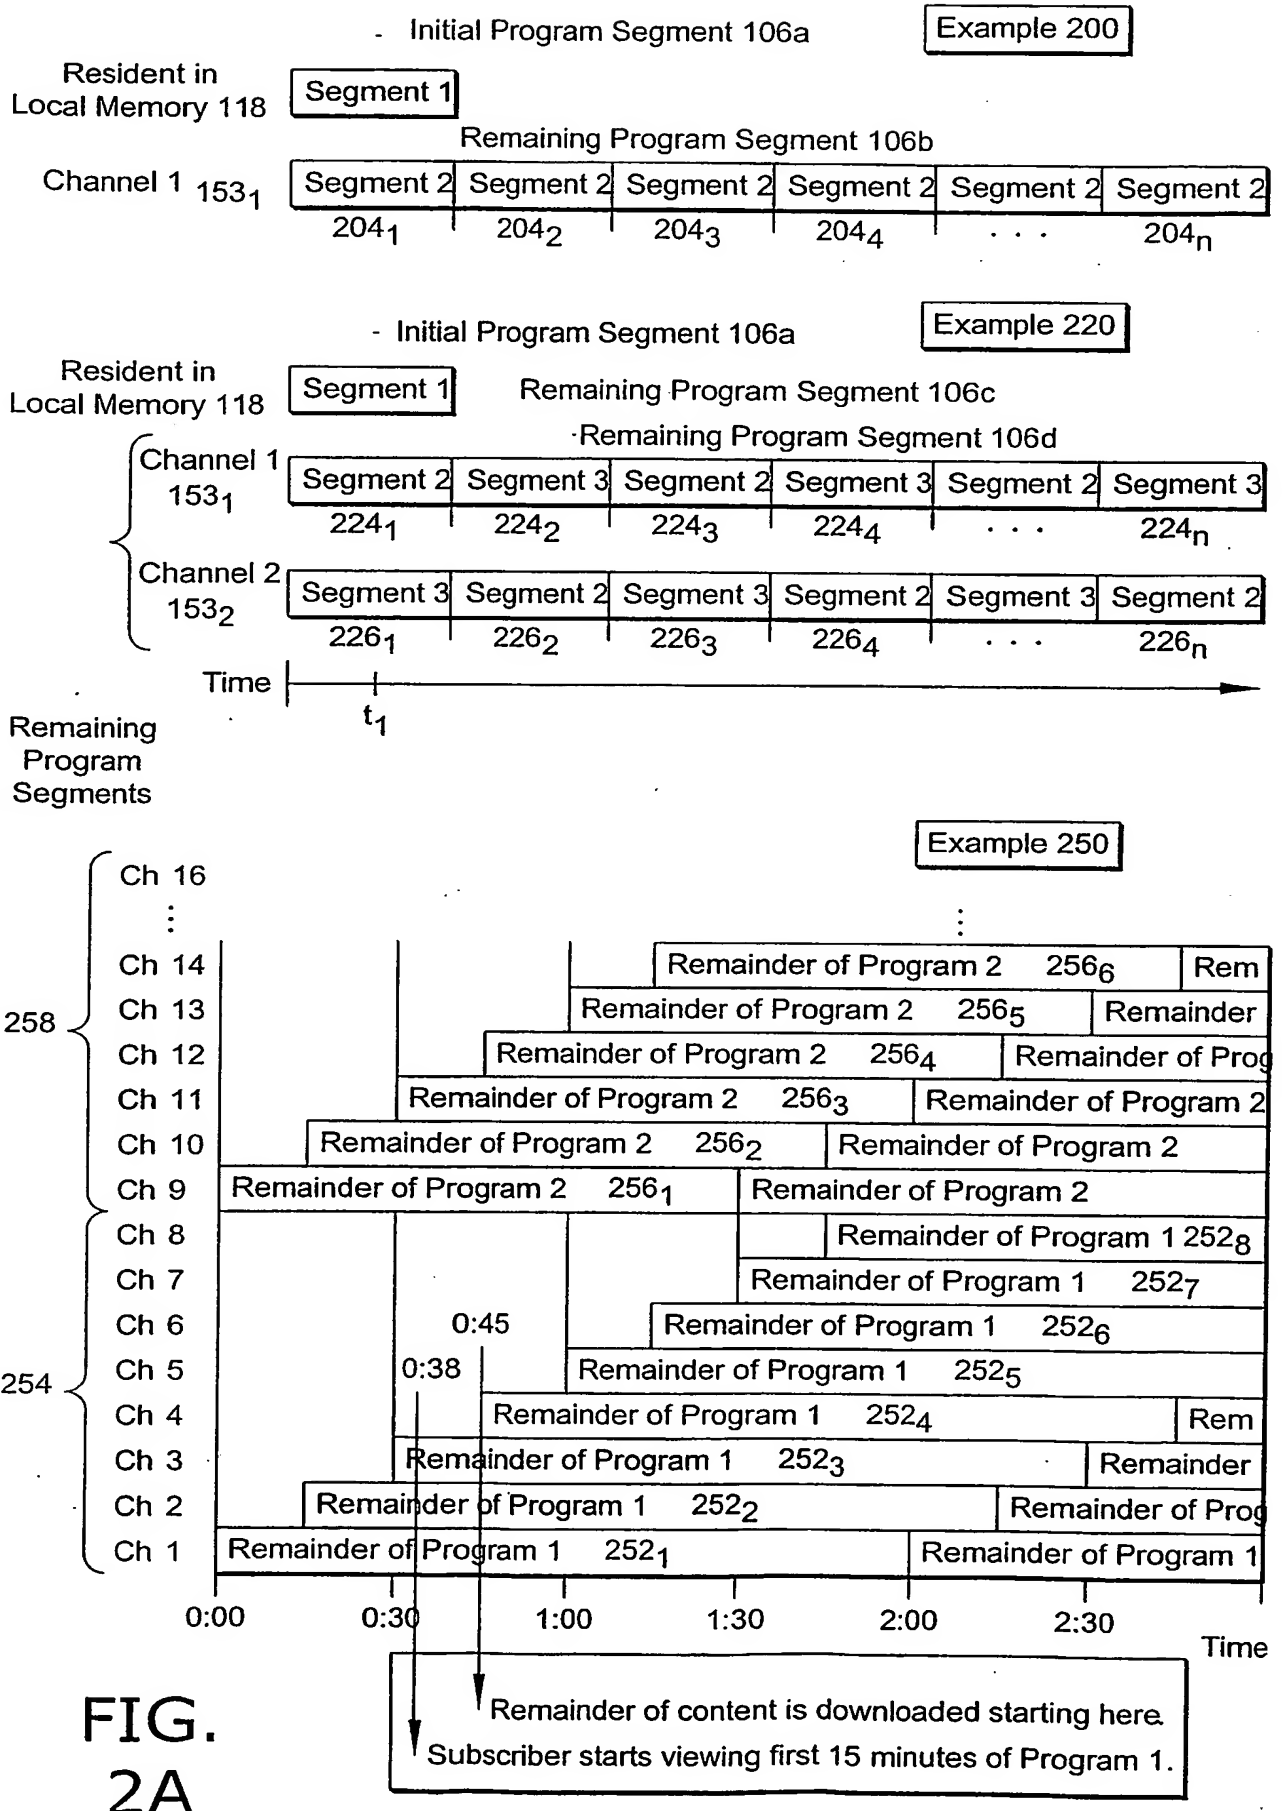 Initial Program Segment 106a
Example 200
Resident in
Local Memory 118
Segment 1
Remaining Program Segment 106b
Channel 1 153₁
Segment 2 Segment 2 Segment 2 Segment 2 Segment 2 Segment 2
204₁ 204₂ 204₃ 204₄ . . . 204ₙ
Initial Program Segment 106a
Example 220
Resident in
Local Memory 118
Segment 1
Remaining Program Segment 106c
Remaining Program Segment 106d
Channel 1
153₁
Segment 2 Segment 3 Segment 2 Segment 3 Segment 2 Segment 3
224₁ 224₂ 224₃ 224₄ . . . 224ₙ
Channel 2
153₂
Segment 3 Segment 2 Segment 3 Segment 2 Segment 3 Segment 2
226₁ 226₂ 226₃ 226₄ . . . 226ₙ
Time
t₁
Remaining
Program
Segments
Example 250
258
Ch 16
Ch 14 Remainder of Program 2 256₆ Rem
Ch 13 Remainder of Program 2 256₅ Remainder
Ch 12 Remainder of Program 2 256₄ Remainder of Prog
Ch 11 Remainder of Program 2 256₃ Remainder of Program 2
Ch 10 Remainder of Program 2 256₂ Remainder of Program 2
Ch 9 Remainder of Program 2 256₁ Remainder of Program 2
254
Ch 8 Remainder of Program 1 252₈
Ch 7 Remainder of Program 1 252₇
Ch 6 0:45 Remainder of Program 1 252₆
Ch 5 0:38 Remainder of Program 1 252₅
Ch 4 Remainder of Program 1 252₄ Rem
Ch 3 Remainder of Program 1 252₃ Remainder
Ch 2 Remainder of Program 1 252₂ Remainder of Prog
Ch 1 Remainder of Program 1 252₁ Remainder of Program 1
0:00 0:30 1:00 1:30 2:00 2:30
Time
Remainder of content is downloaded starting here.
Subscriber starts viewing first 15 minutes of Program 1.
FIG.
2A